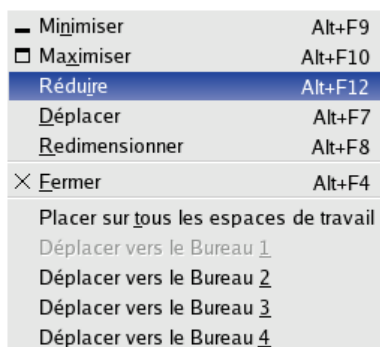 Minimiser Alt+F9
Maximiser Alt+F10
Réduire Alt+F12
Déplacer Alt+F7
Redimensionner Alt+F8
Fermer Alt+F4
Placer sur tous les espaces de travail
Déplacer vers le Bureau 1
Déplacer vers le Bureau 2
Déplacer vers le Bureau 3
Déplacer vers le Bureau 4